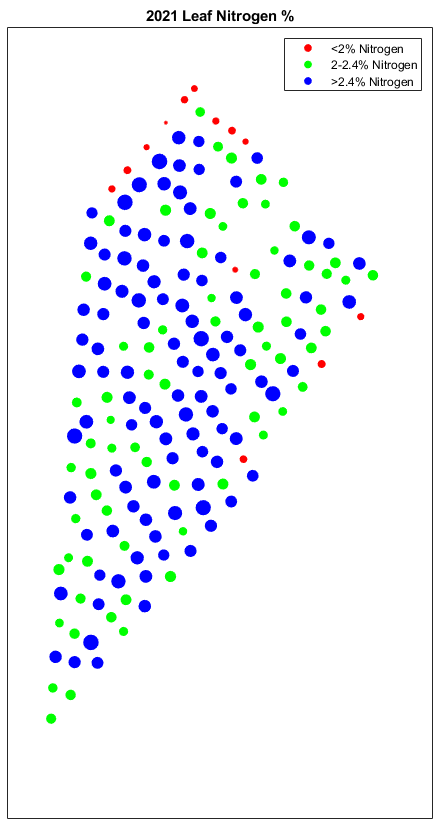 2021 Leaf Nitrogen %
<2% Nitrogen
2-2.4% Nitrogen
>2.4% Nitrogen